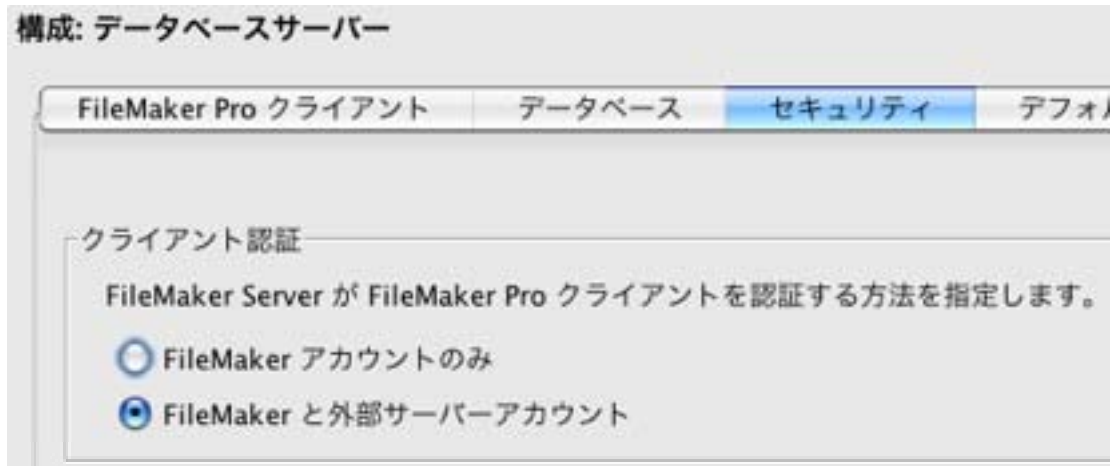 構成: データベースサーバー
FileMaker Pro クライアント データベース セキュリティ デフォ
クライアント認証
FileMaker Server が FileMaker Pro クライアントを認証する方法を指定します。
FileMaker アカウントのみ
FileMaker と外部サーバーアカウント